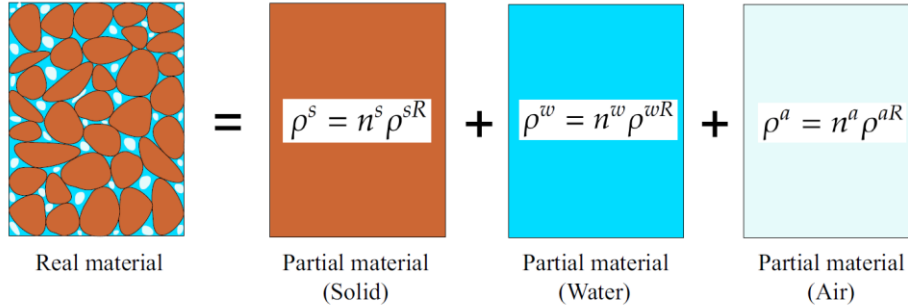 =
ρ^s = n^s ρ^{sR}
+
ρ^w = n^w ρ^{wR}
+
ρ^a = n^a ρ^{aR}
Real material
Partial material
(Solid)
Partial material
(Water)
Partial material
(Air)